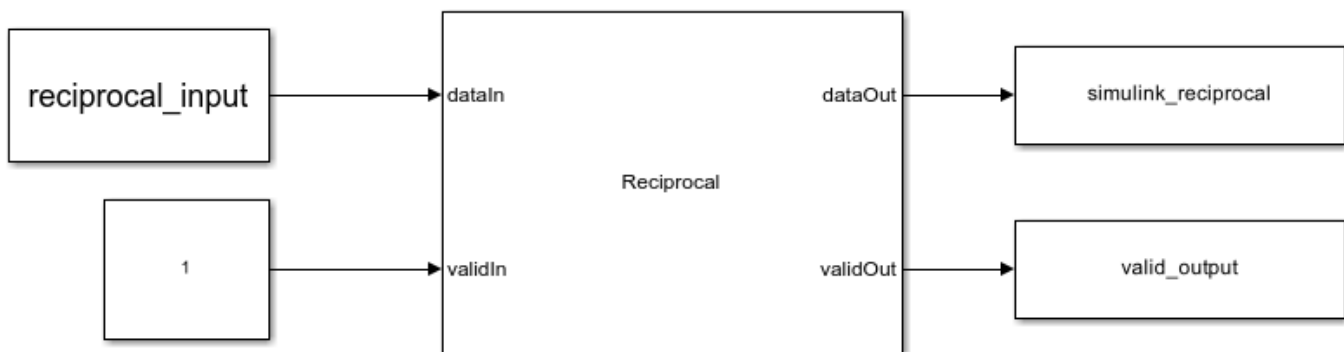 reciprocal_input
dataIn
dataOut
simulink_reciprocal
Reciprocal
1
validIn
validOut
valid_output